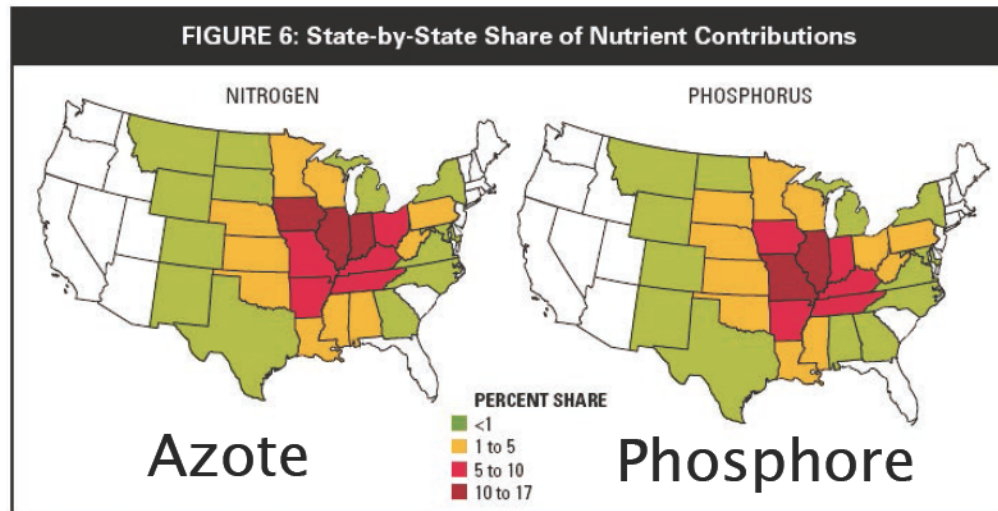 FIGURE 6: State-by-State Share of Nutrient Contributions
NITROGEN
PHOSPHORUS
PERCENT SHARE
<1
1 to 5
5 to 10
10 to 17
Azote
Phosphore